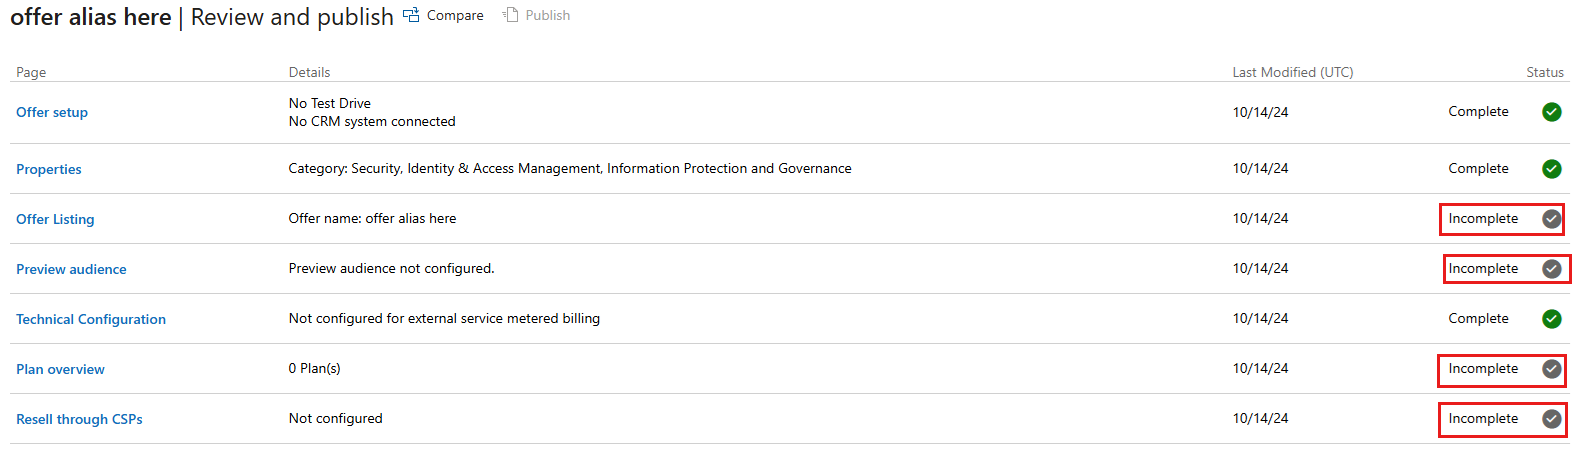 offer alias here | Review and publish Compare Publish
Page Details Last Modified (UTC) Status
Offer setup No Test Drive 10/14/24 Complete
No CRM system connected
Properties Category: Security, Identity & Access Management, Information Protection and Governance 10/14/24 Complete
Offer Listing Offer name: offer alias here 10/14/24 Incomplete
Preview audience Preview audience not configured. 10/14/24 Incomplete
Technical Configuration Not configured for external service metered billing 10/14/24 Complete
Plan overview 0 Plan(s) 10/14/24 Incomplete
Resell through CSPs Not configured 10/14/24 Incomplete